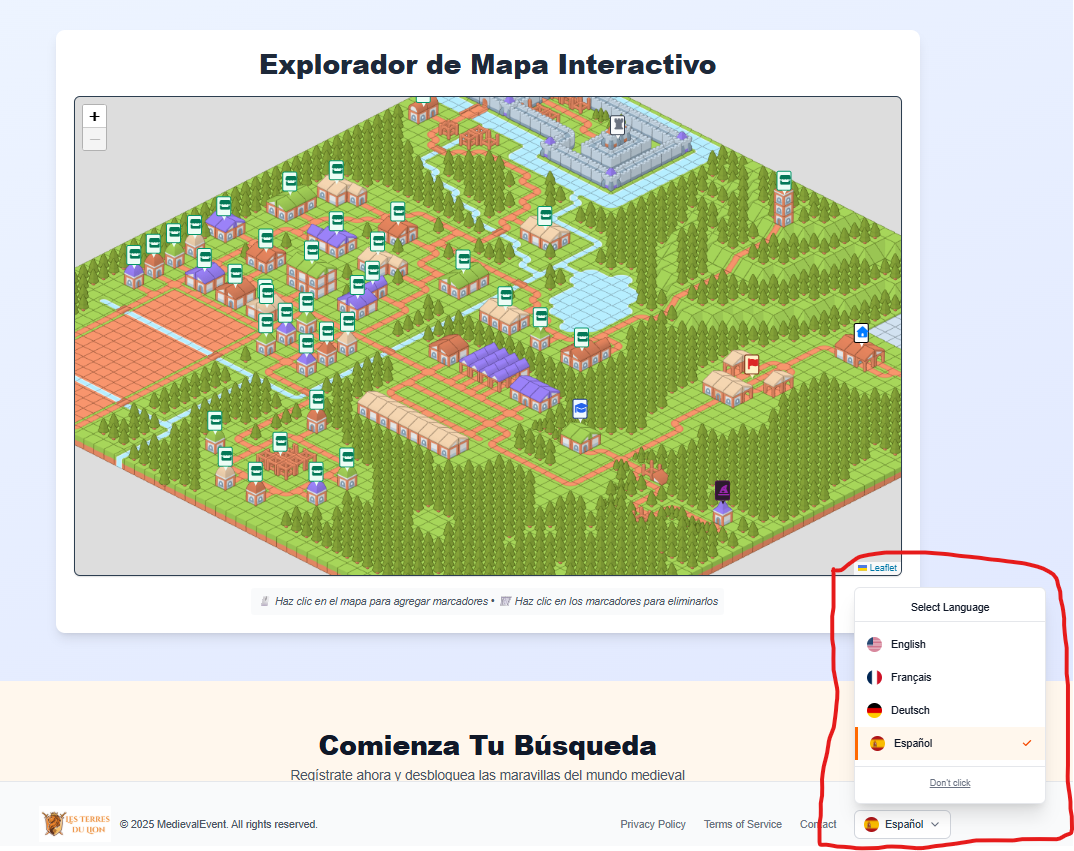 Explorador de Mapa Interactivo
+
−
Leaflet
Haz clic en el mapa para agregar marcadores • Haz clic en los marcadores para eliminarlos
Select Language
English
Français
Deutsch
Español
Don't click
Comienza Tu Búsqueda
Regístrate ahora y desbloquea las maravillas del mundo medieval
LES TERRES
DU LION
© 2025 MedievalEvent. All rights reserved.
Privacy Policy
Terms of Service
Contact
Español